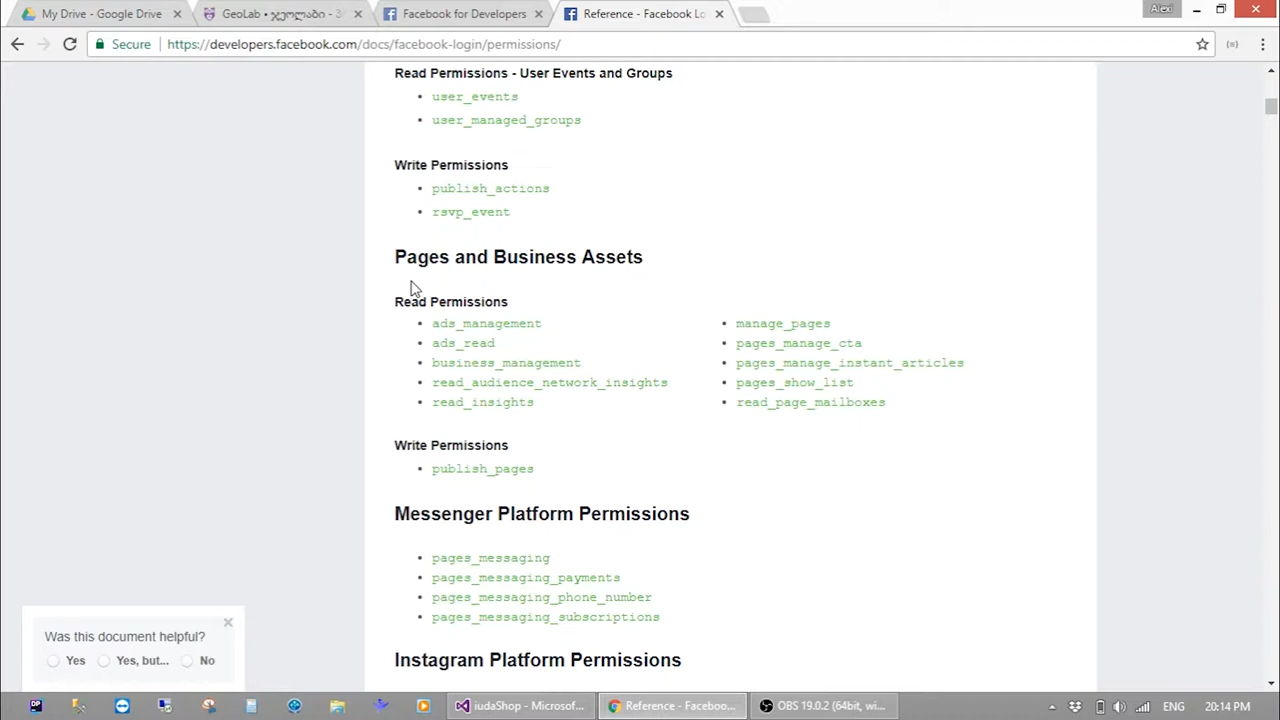 My Drive - Google Drive
GeoLab • ჯგუფები - 3
Facebook for Developers
Reference - Facebook Lo
Alexi
Secure
https://developers.facebook.com/docs/facebook-login/permissions/
Read Permissions - User Events and Groups
• user_events
• user_managed_groups
Write Permissions
• publish_actions
• rsvp_event
Pages and Business Assets
Read Permissions
• ads_management
• manage_pages
• ads_read
• pages_manage_cta
• business_management
• pages_manage_instant_articles
• read_audience_network_insights
• pages_show_list
• read_insights
• read_page_mailboxes
Write Permissions
• publish_pages
Messenger Platform Permissions
• pages_messaging
• pages_messaging_payments
• pages_messaging_phone_number
• pages_messaging_subscriptions
Instagram Platform Permissions
Was this document helpful?
Yes
Yes, but...
No
iudaShop - Microsof...
Reference - Faceboo...
OBS 19.0.2 (64bit, wi...
ENG
20:14 PM